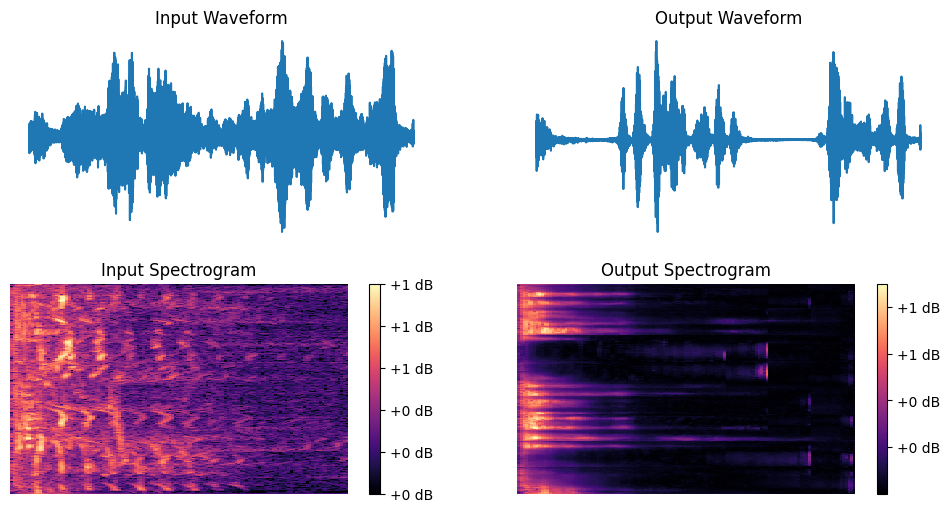 Input Waveform
Output Waveform
Input Spectrogram
+1 dB
+1 dB
+1 dB
+0 dB
+0 dB
+0 dB
Output Spectrogram
+1 dB
+1 dB
+0 dB
+0 dB